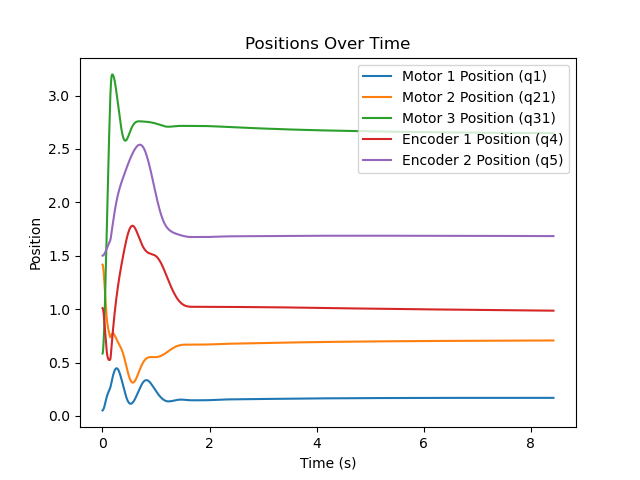 Positions Over Time
Motor 1 Position (q1)
Motor 2 Position (q21)
Motor 3 Position (q31)
Encoder 1 Position (q4)
Encoder 2 Position (q5)
Position
3.0
2.5
2.0
1.5
1.0
0.5
0.0
0 2 4 6 8
Time (s)